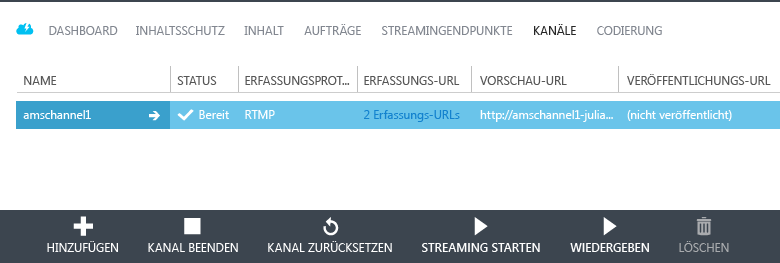 DASHBOARD INHALTSSCHUTZ INHALT AUFTRÄGE STREAMINGENDPUNKTE KANÄLE CODIERUNG
NAME STATUS ERFASSUNGSPROT... ERFASSUNGS-URL VORSCHAU-URL VERÖFFENTLICHUNGS-URL
amschannel1 Bereit RTMP 2 Erfassungs-URLs http://amschannel1-julia... (nicht veröffentlicht)
HINZUFÜGEN KANAL BEENDEN KANAL ZURÜCKSETZEN STREAMING STARTEN WIEDERGEBEN LÖSCHEN